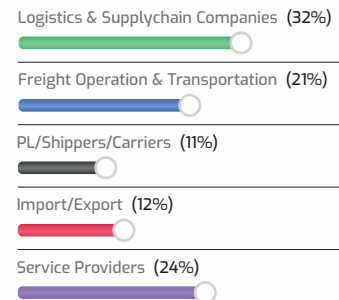 Logistics & Supplychain Companies (32%)
Freight Operation & Transportation (21%)
PL/Shippers/Carriers (11%)
Import/Export (12%)
Service Providers (24%)